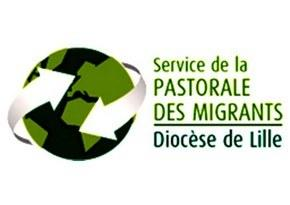 Service de la
PASTORALE
DES MIGRANTS
Diocèse de Lille